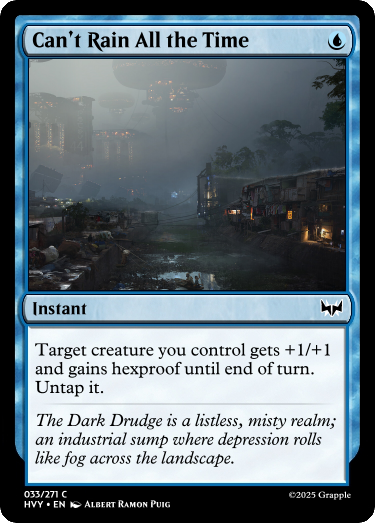 Can't Rain All the Time
Instant
Target creature you control gets +1/+1
and gains hexproof until end of turn.
Untap it.
The Dark Drudge is a listless, misty realm;
an industrial sump where depression rolls
like fog across the landscape.
033/271 C
HVY • EN Albert Ramon Puig
©2025 Grapple